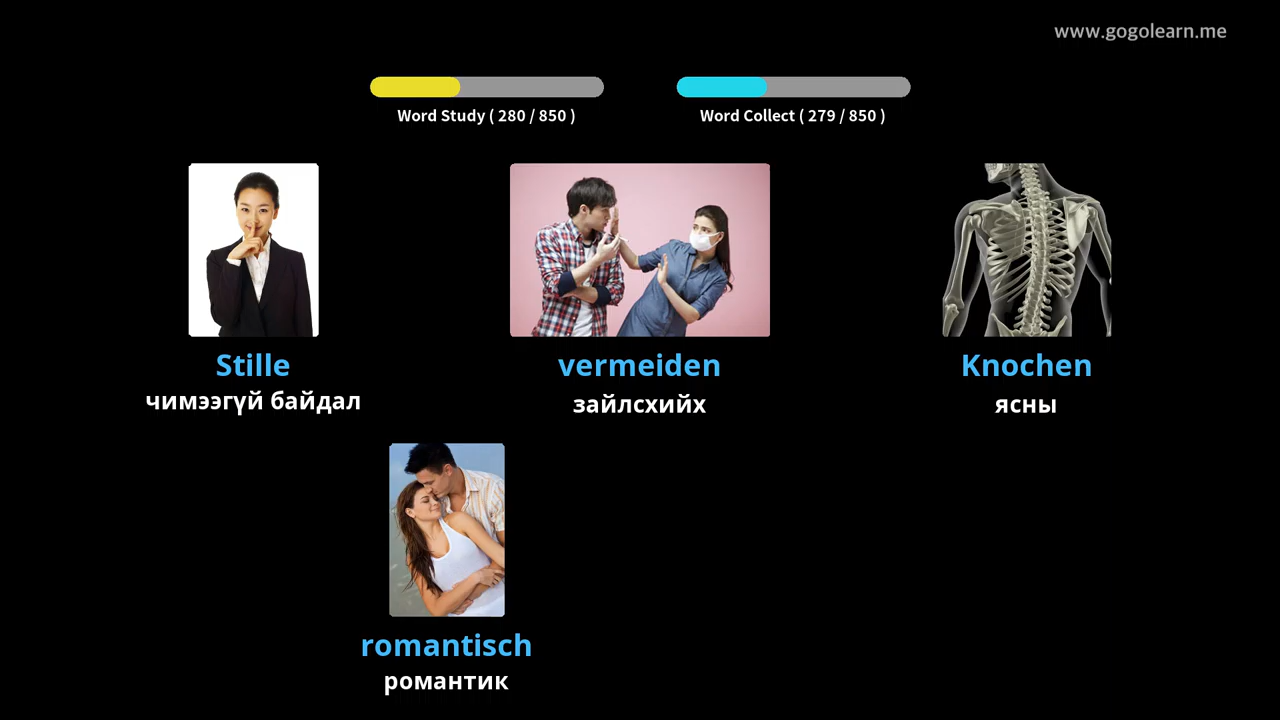 www.gogolearn.me
Word Study ( 280 / 850 )
Word Collect ( 279 / 850 )
Stille
чимээгүй байдал
vermeiden
зайлсхийх
Knochen
ясны
romantisch
романтик